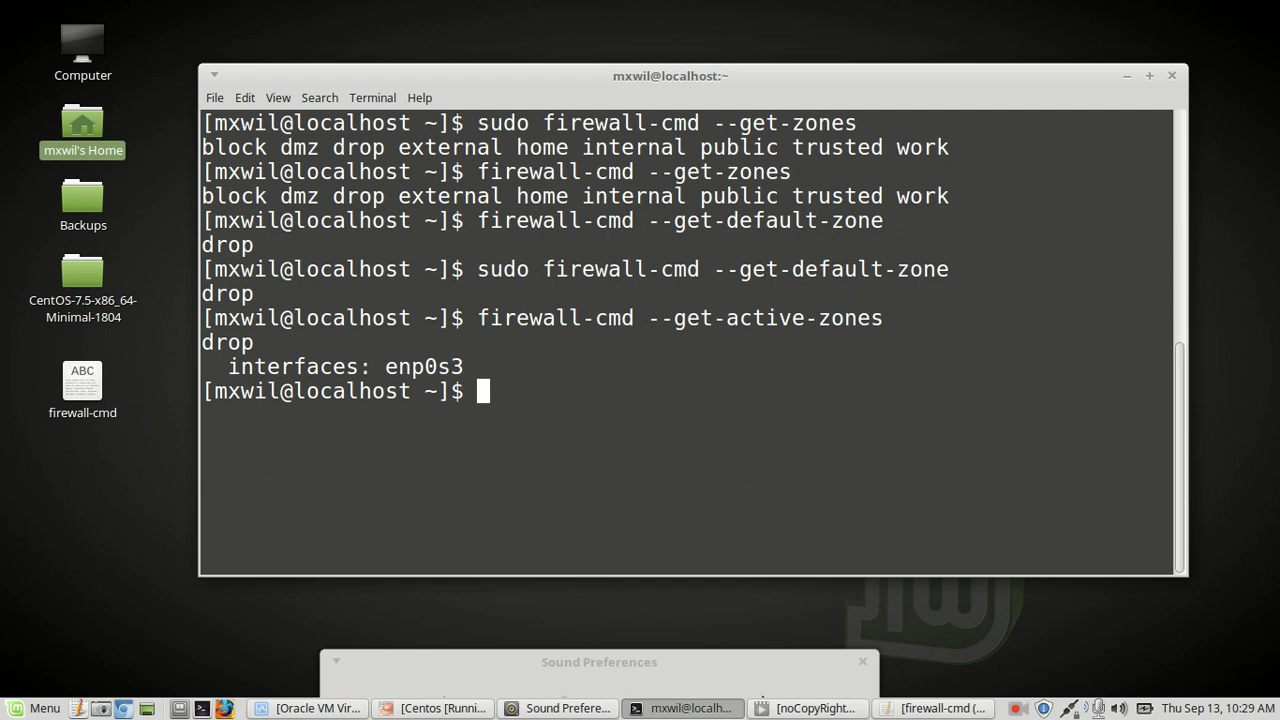 Computer
mxwil's Home
Backups
CentOS-7.5-x86_64-
Minimal-1804
ABC
firewall-cmd
mxwil@localhost:~
File Edit View Search Terminal Help
[mxwil@localhost ~]$ sudo firewall-cmd --get-zones
block dmz drop external home internal public trusted work
[mxwil@localhost ~]$ firewall-cmd --get-zones
block dmz drop external home internal public trusted work
[mxwil@localhost ~]$ firewall-cmd --get-default-zone
drop
[mxwil@localhost ~]$ sudo firewall-cmd --get-default-zone
drop
[mxwil@localhost ~]$ firewall-cmd --get-active-zones
drop
  interfaces: enp0s3
[mxwil@localhost ~]$
Sound Preferences
Menu [Oracle VM Vir... [Centos [Runni... Sound Prefere... mxwil@localh... [noCopyRight... [firewall-cmd (... Thu Sep 13, 10:29 AM